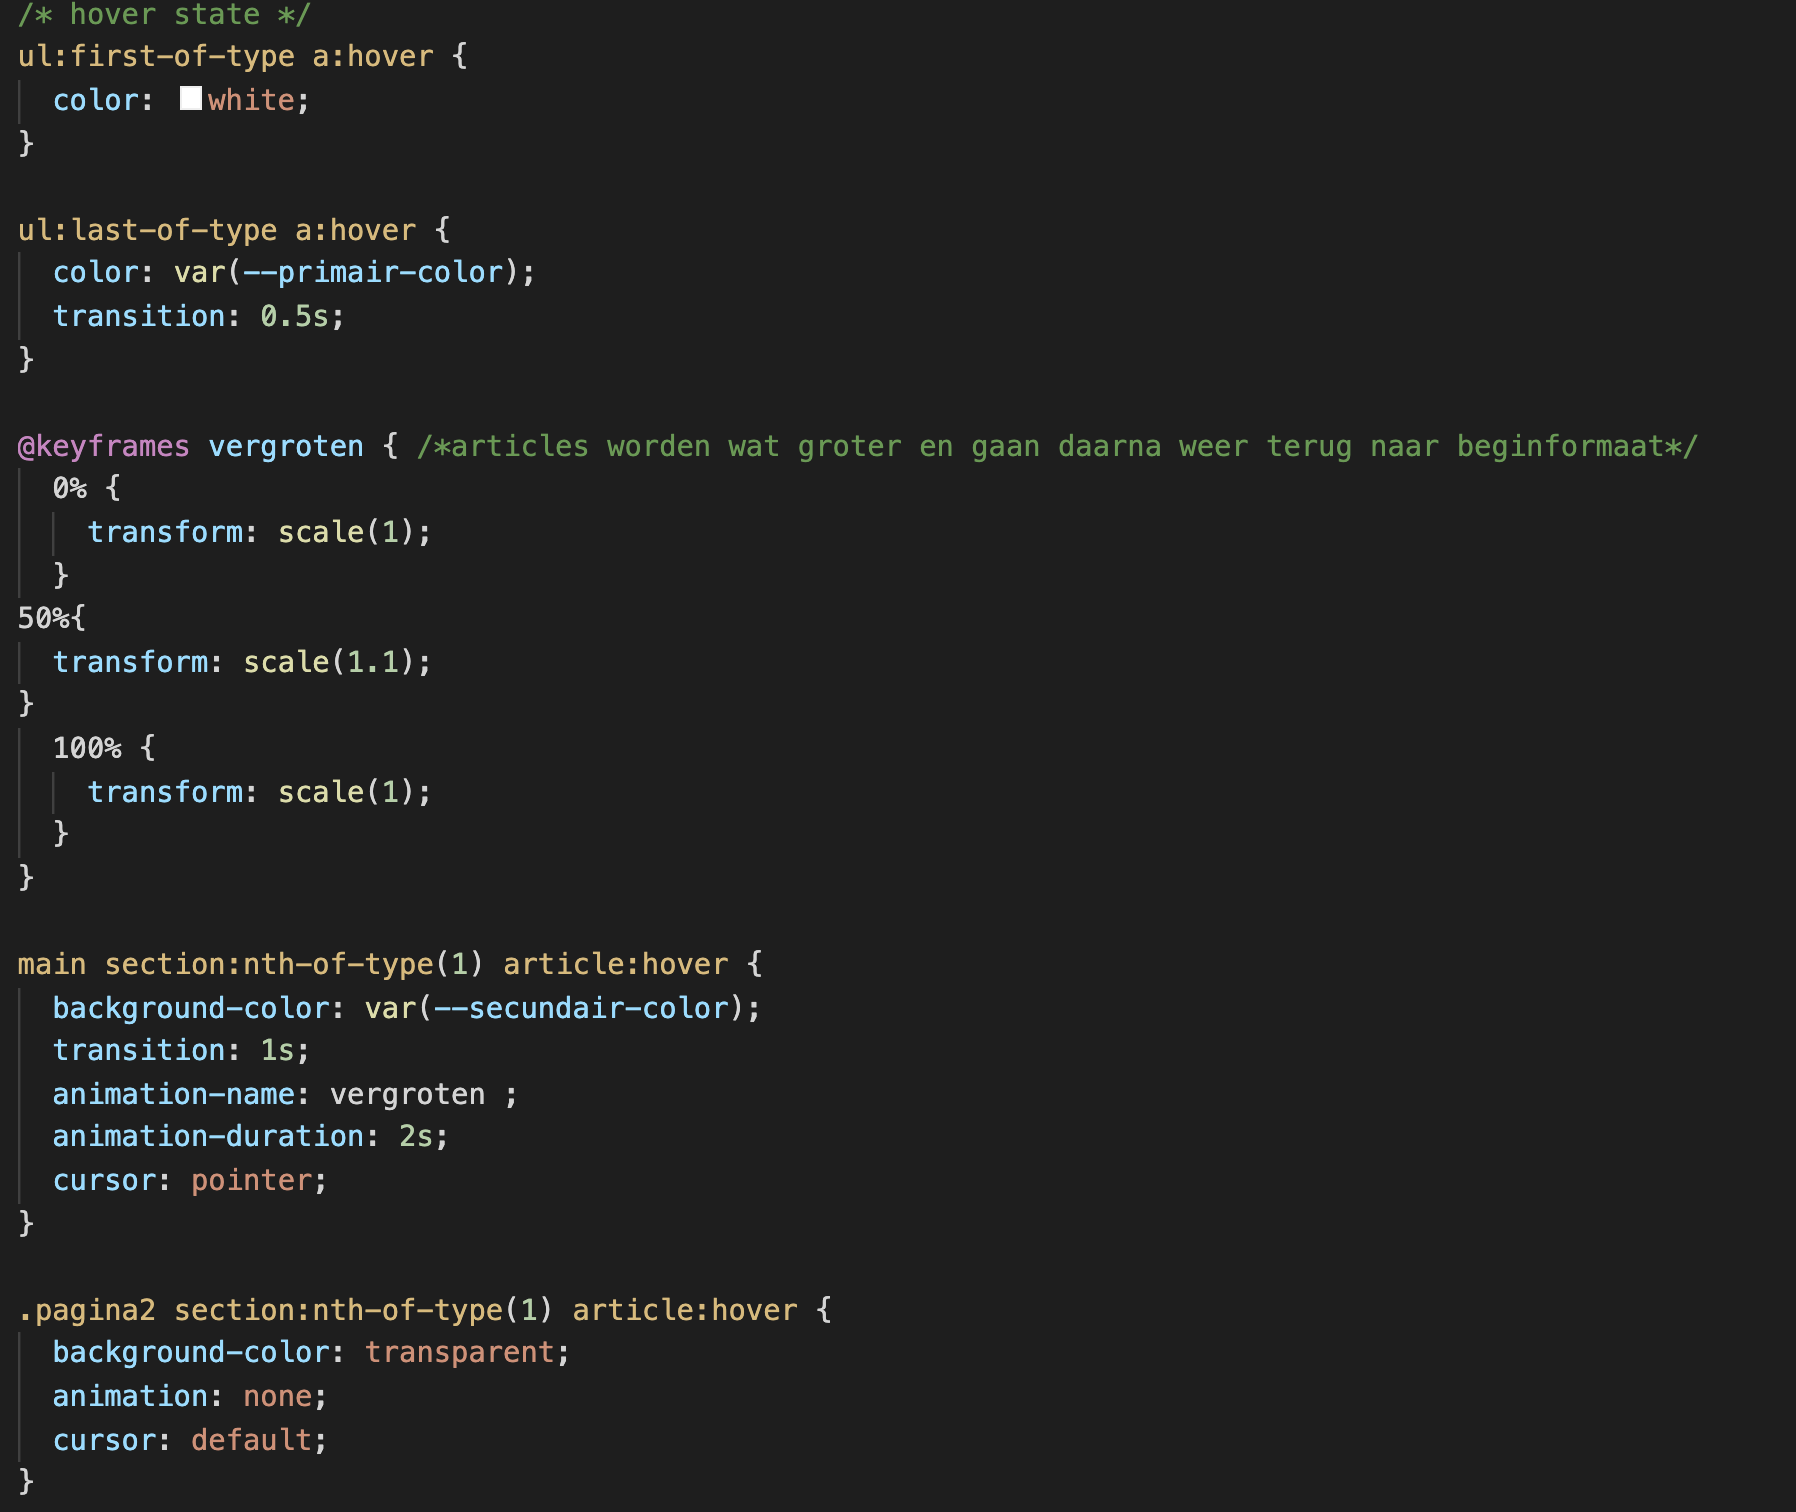 /* hover state */
ul:first-of-type a:hover {
  color: white;
}

ul:last-of-type a:hover {
  color: var(--primair-color);
  transition: 0.5s;
}

@keyframes vergroten { /*articles worden wat groter en gaan daarna weer terug naar beginformaat*/
  0% {
    transform: scale(1);
  }
50%{
  transform: scale(1.1);
}
  100% {
    transform: scale(1);
  }
}

main section:nth-of-type(1) article:hover {
  background-color: var(--secundair-color);
  transition: 1s;
  animation-name: vergroten ;
  animation-duration: 2s;
  cursor: pointer;
}

.pagina2 section:nth-of-type(1) article:hover {
  background-color: transparent;
  animation: none;
  cursor: default;
}